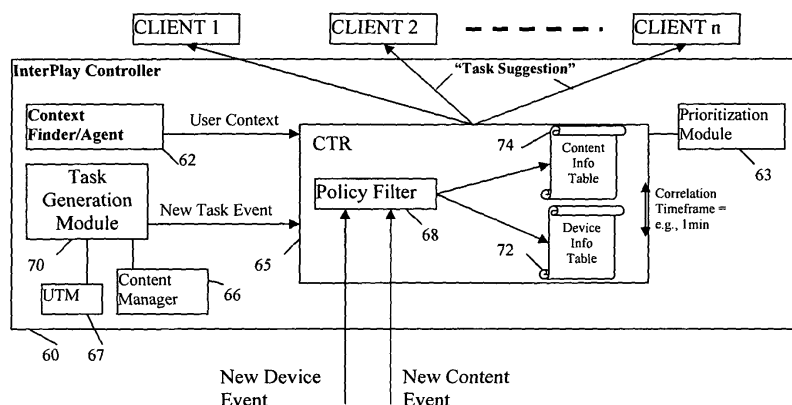 CLIENT 1
CLIENT 2
CLIENT n
InterPlay Controller
"Task Suggestion"
Context
Finder/Agent
62
User Context
CTR
74
Content
Info
Table
Prioritization
Module
63
Task
Generation
Module
70
New Task Event
65
Policy Filter
68
72
Device
Info
Table
Correlation
Timeframe =
e.g., 1min
UTM
67
Content
Manager
66
60
New Device
Event
New Content
Event